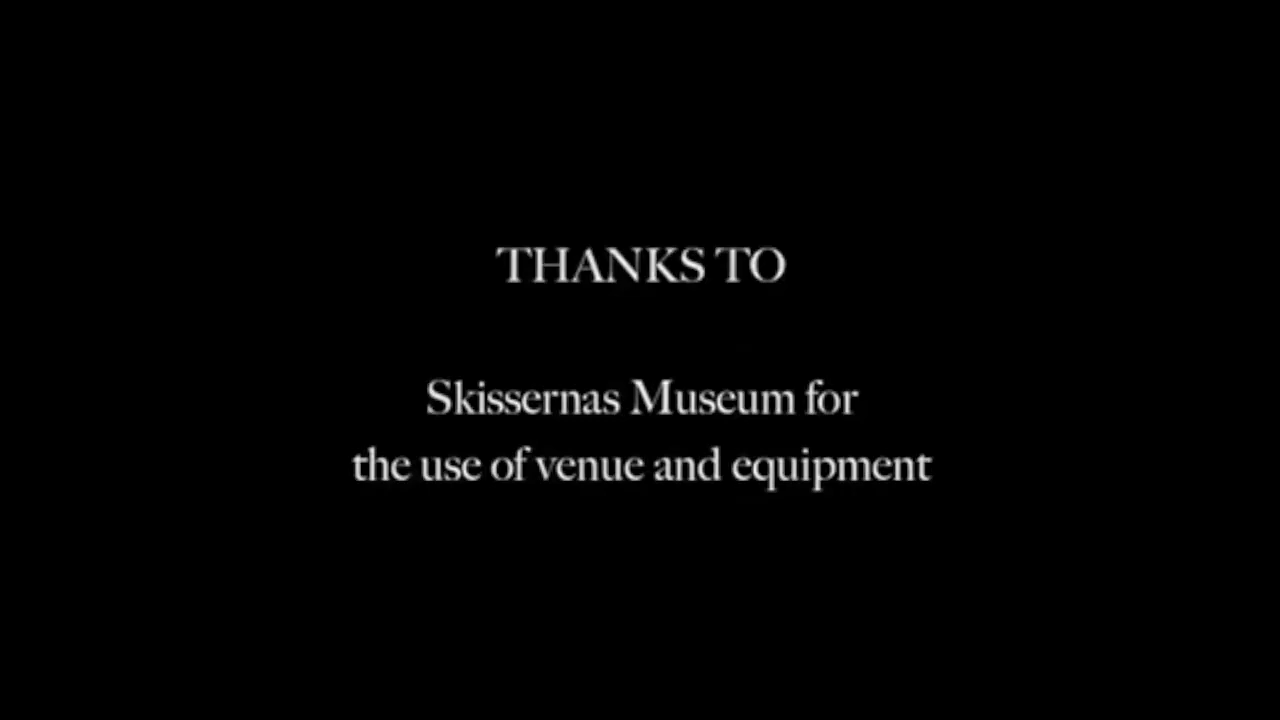 THANKS TO
Skissernas Museum for
the use of venue and equipment